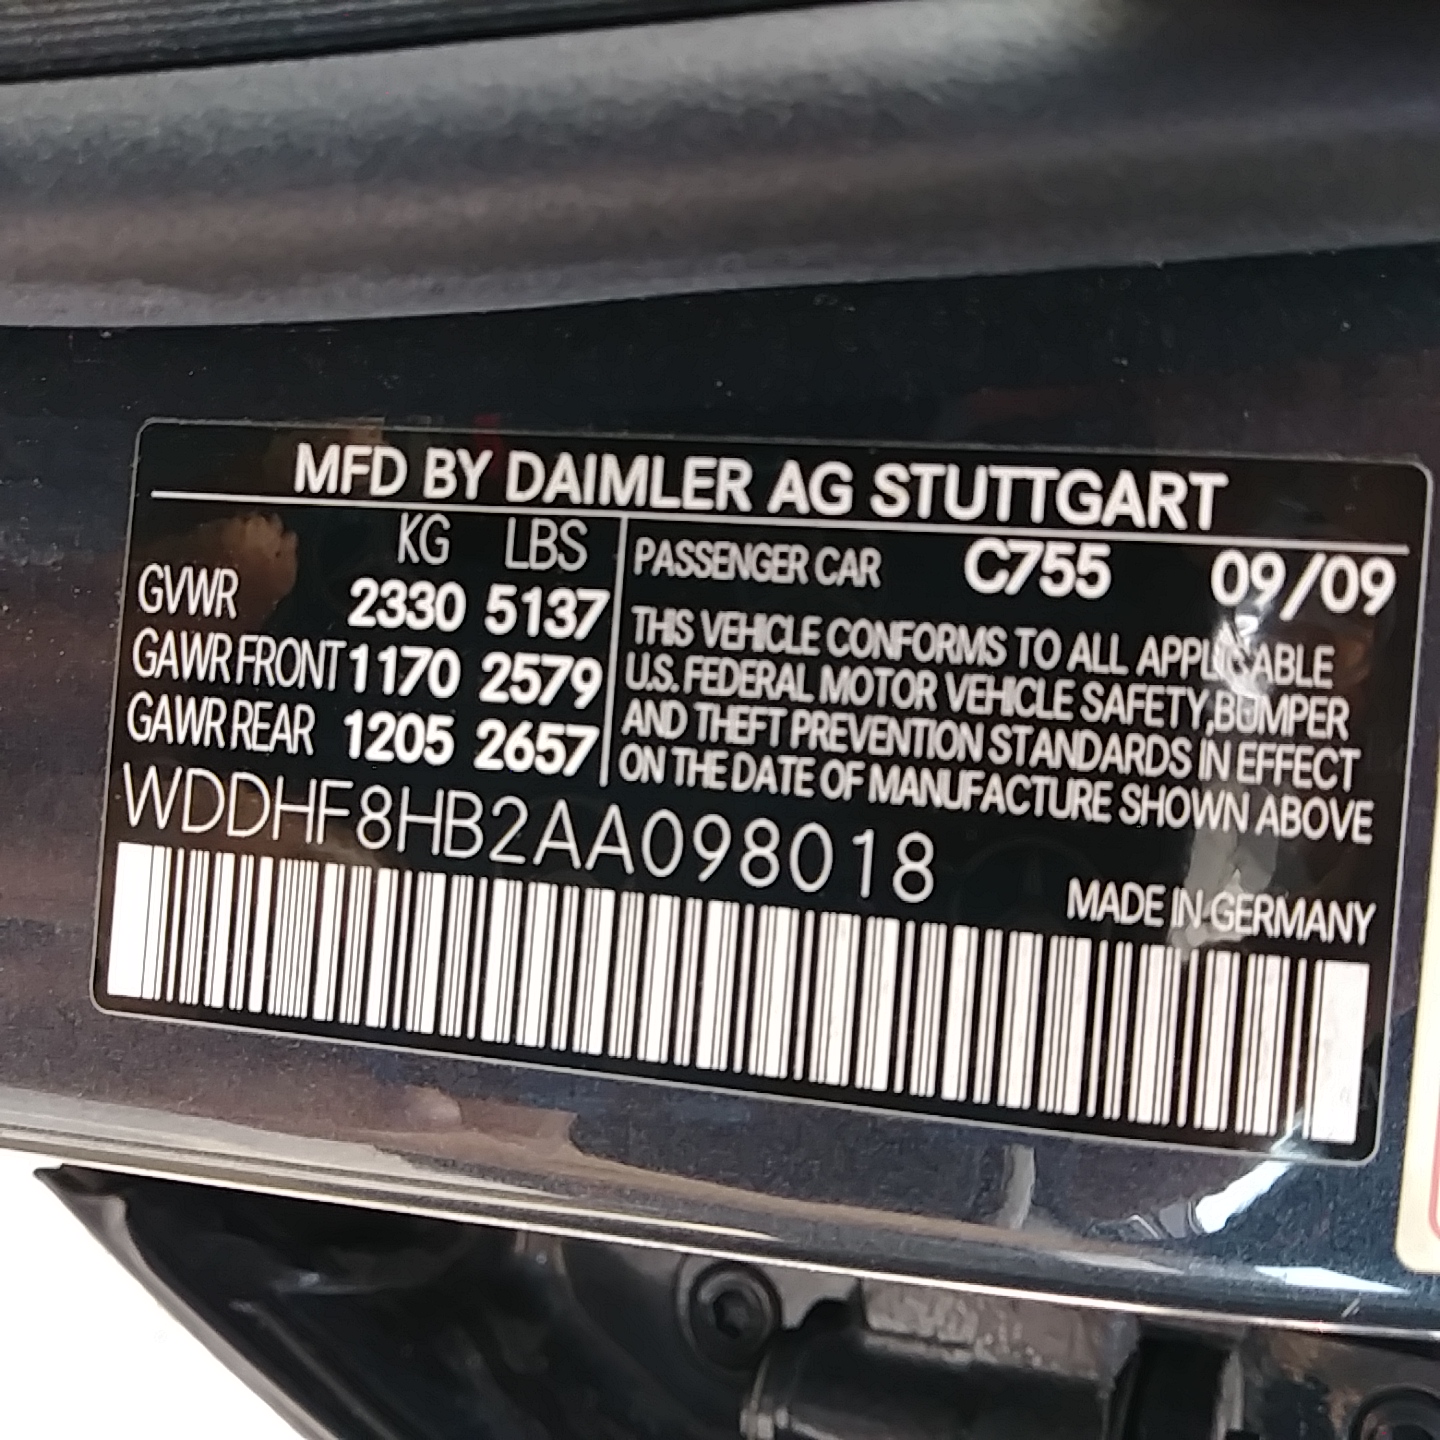 MFD BY DAIMLER AG STUTTGART
KG LBS
GVWR 2330 5137
GAWR FRONT 1170 2579
GAWR REAR 1205 2657
PASSENGER CAR C755 09/09
THIS VEHICLE CONFORMS TO ALL APPLICABLE
U.S. FEDERAL MOTOR VEHICLE SAFETY,BUMPER
AND THEFT PREVENTION STANDARDS IN EFFECT
ON THE DATE OF MANUFACTURE SHOWN ABOVE
WDDHF8HB2AA098018
MADE IN GERMANY